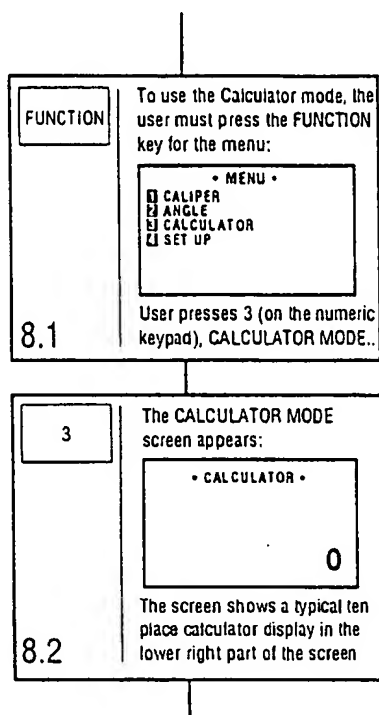 FUNCTION
To use the Calculator mode, the
user must press the FUNCTION
key for the menu:
• MENU •
1 CALIPER
2 ANGLE
3 CALCULATOR
4 SET UP
User presses 3 (on the numeric
keypad), CALCULATOR MODE..
8.1
3
The CALCULATOR MODE
screen appears:
• CALCULATOR •
0
The screen shows a typical ten
place calculator display in the
lower right part of the screen
8.2